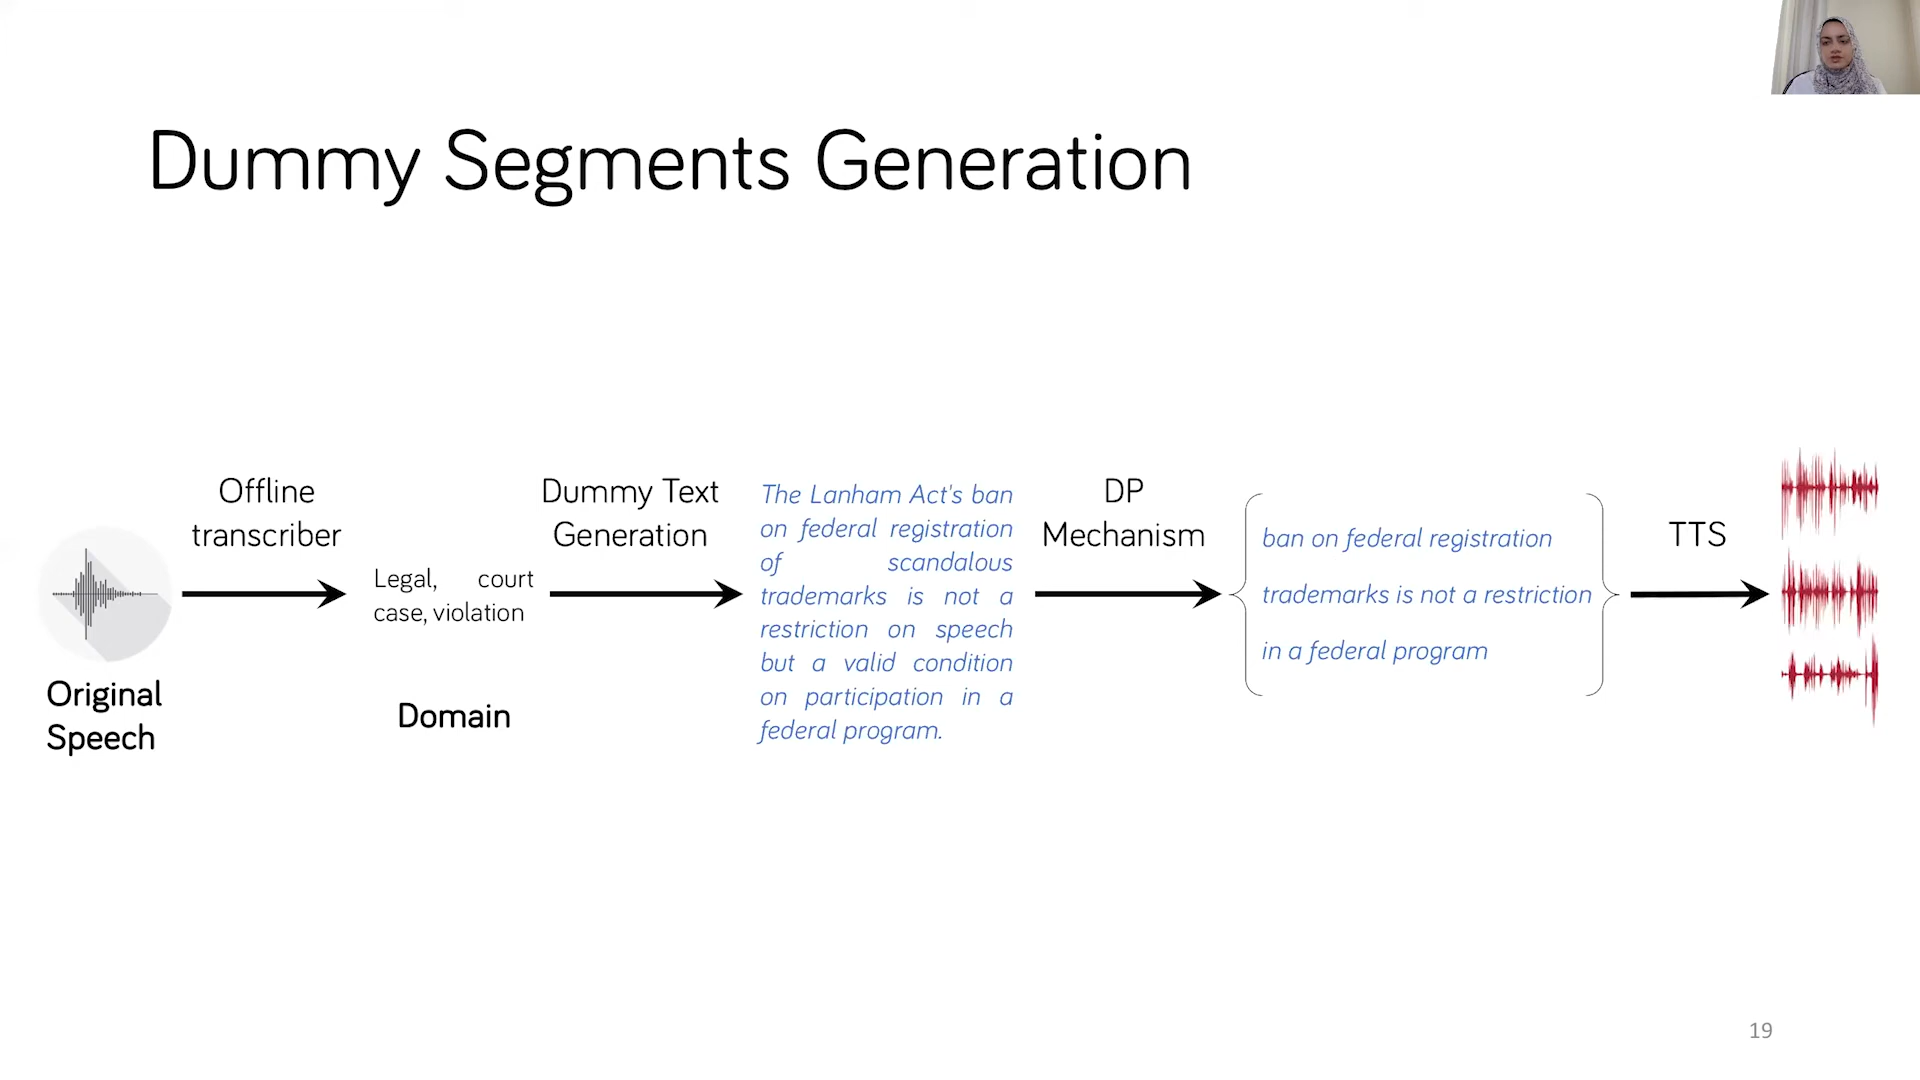 Dummy Segments Generation
Original
Speech
Offline
transcriber
Legal, court
case, violation
Domain
Dummy Text
Generation
The Lanham Act's ban
on federal registration
of scandalous
trademarks is not a
restriction on speech
but a valid condition
on participation in a
federal program.
DP
Mechanism
ban on federal registration
trademarks is not a restriction
in a federal program
TTS
19